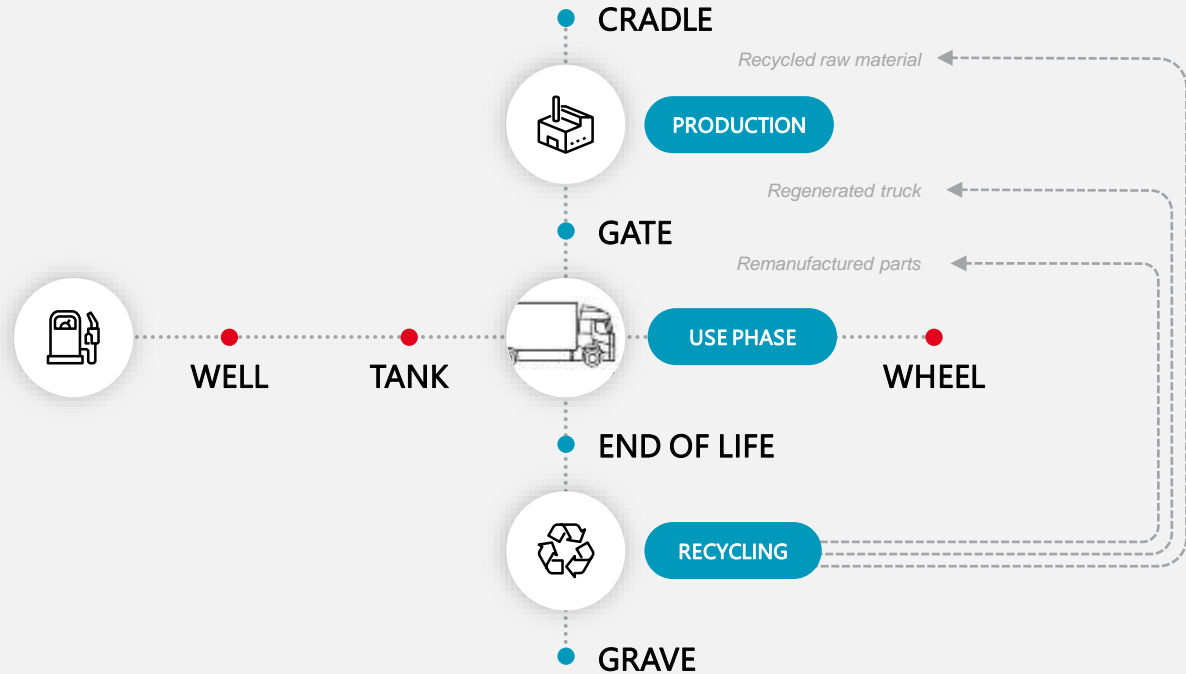 CRADLE
Recycled raw material
PRODUCTION
Regenerated truck
GATE
Remanufactured parts
USE PHASE
WELL
TANK
WHEEL
END OF LIFE
RECYCLING
GRAVE